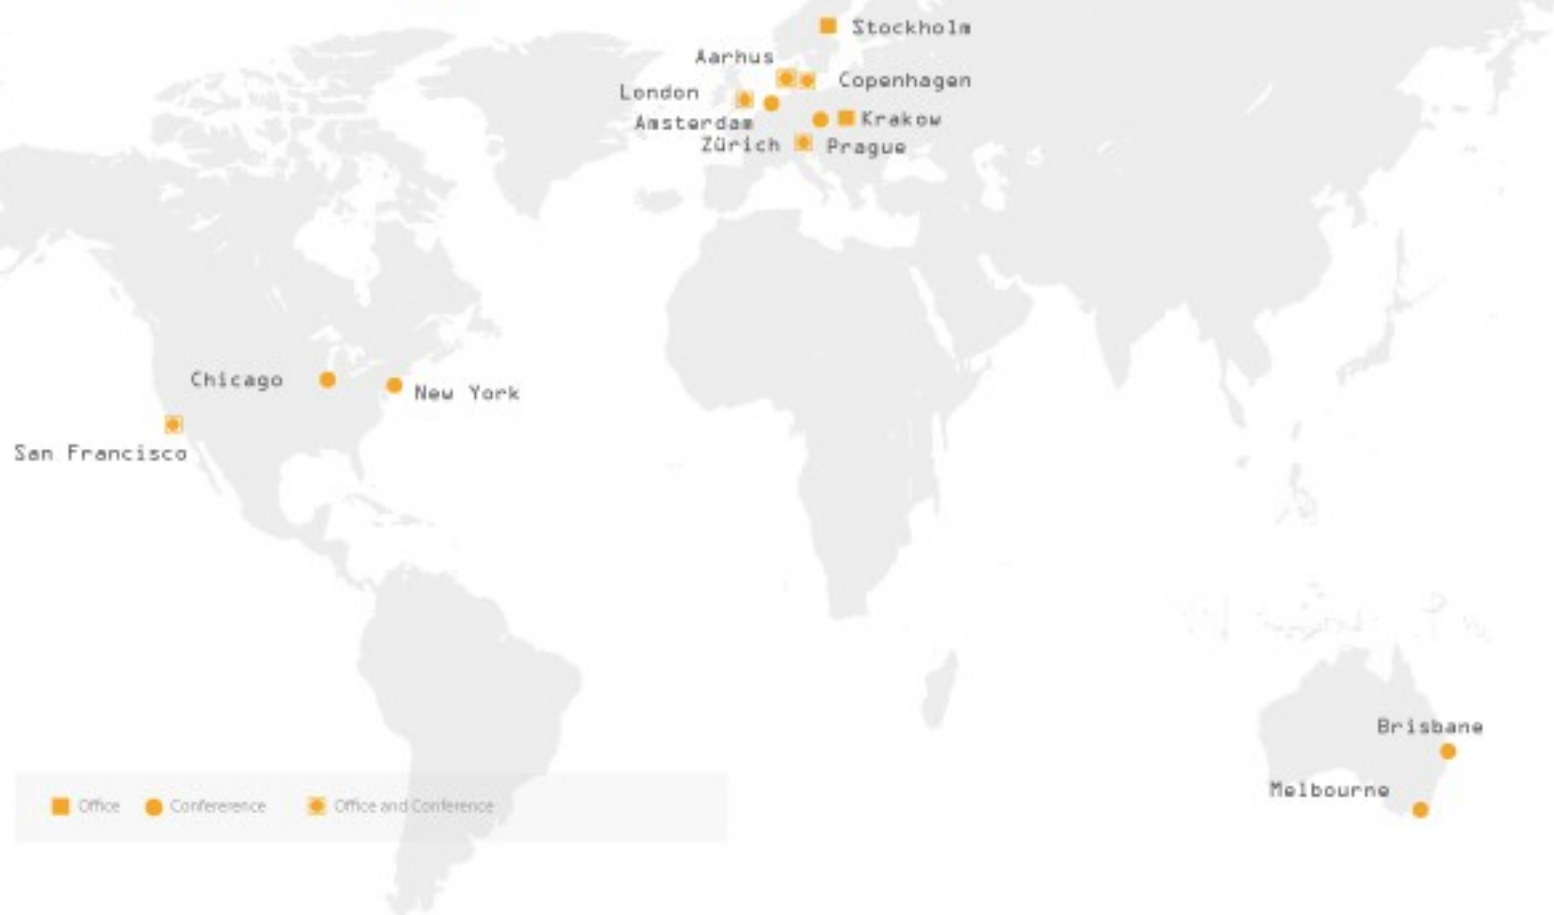 Stockholm
Aarhus
Copenhagen
London
Amsterdam
Krakow
Zürich
Prague
Chicago
New York
San Francisco
Brisbane
Melbourne
Office
Confererence
Office and Conference